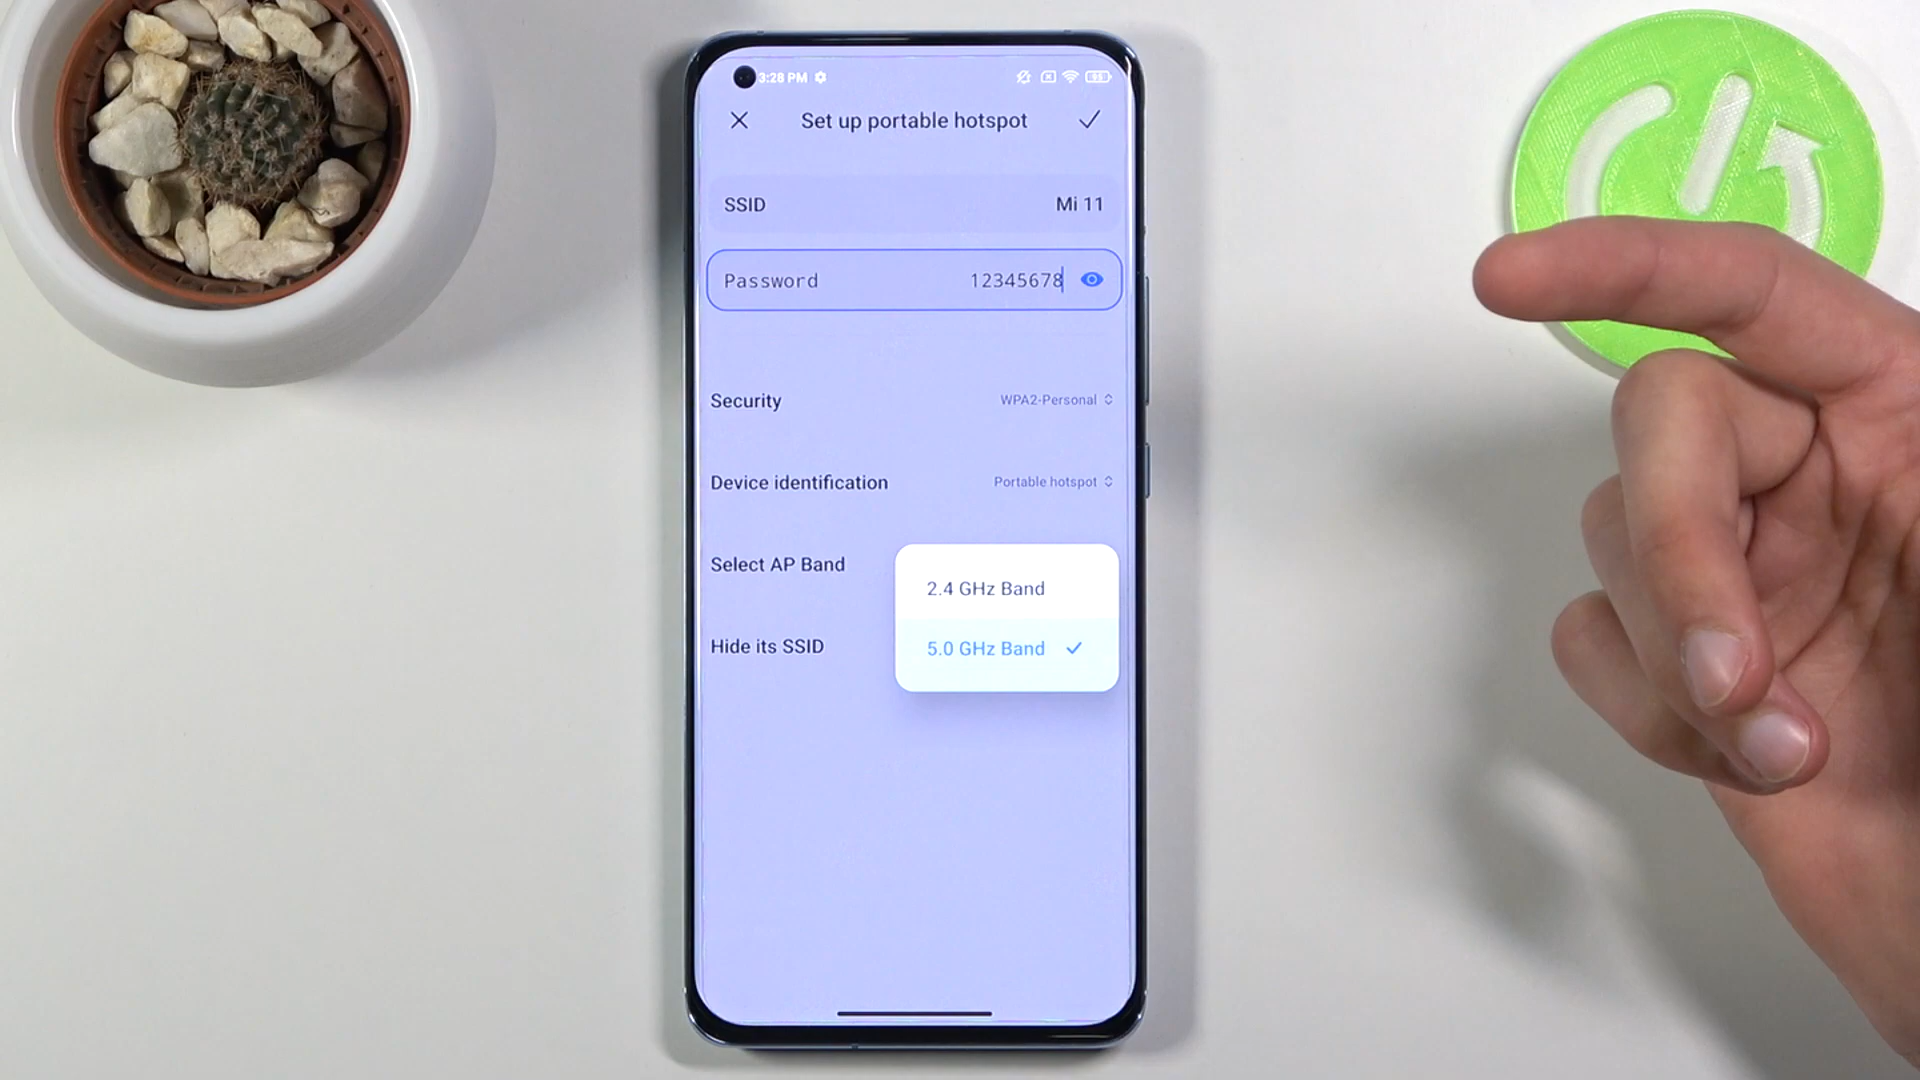 3:28 PM
95
Set up portable hotspot
SSID Mi 11
Password 12345678
Security WPA2-Personal
Device identification Portable hotspot
Select AP Band
2.4 GHz Band
Hide its SSID
5.0 GHz Band